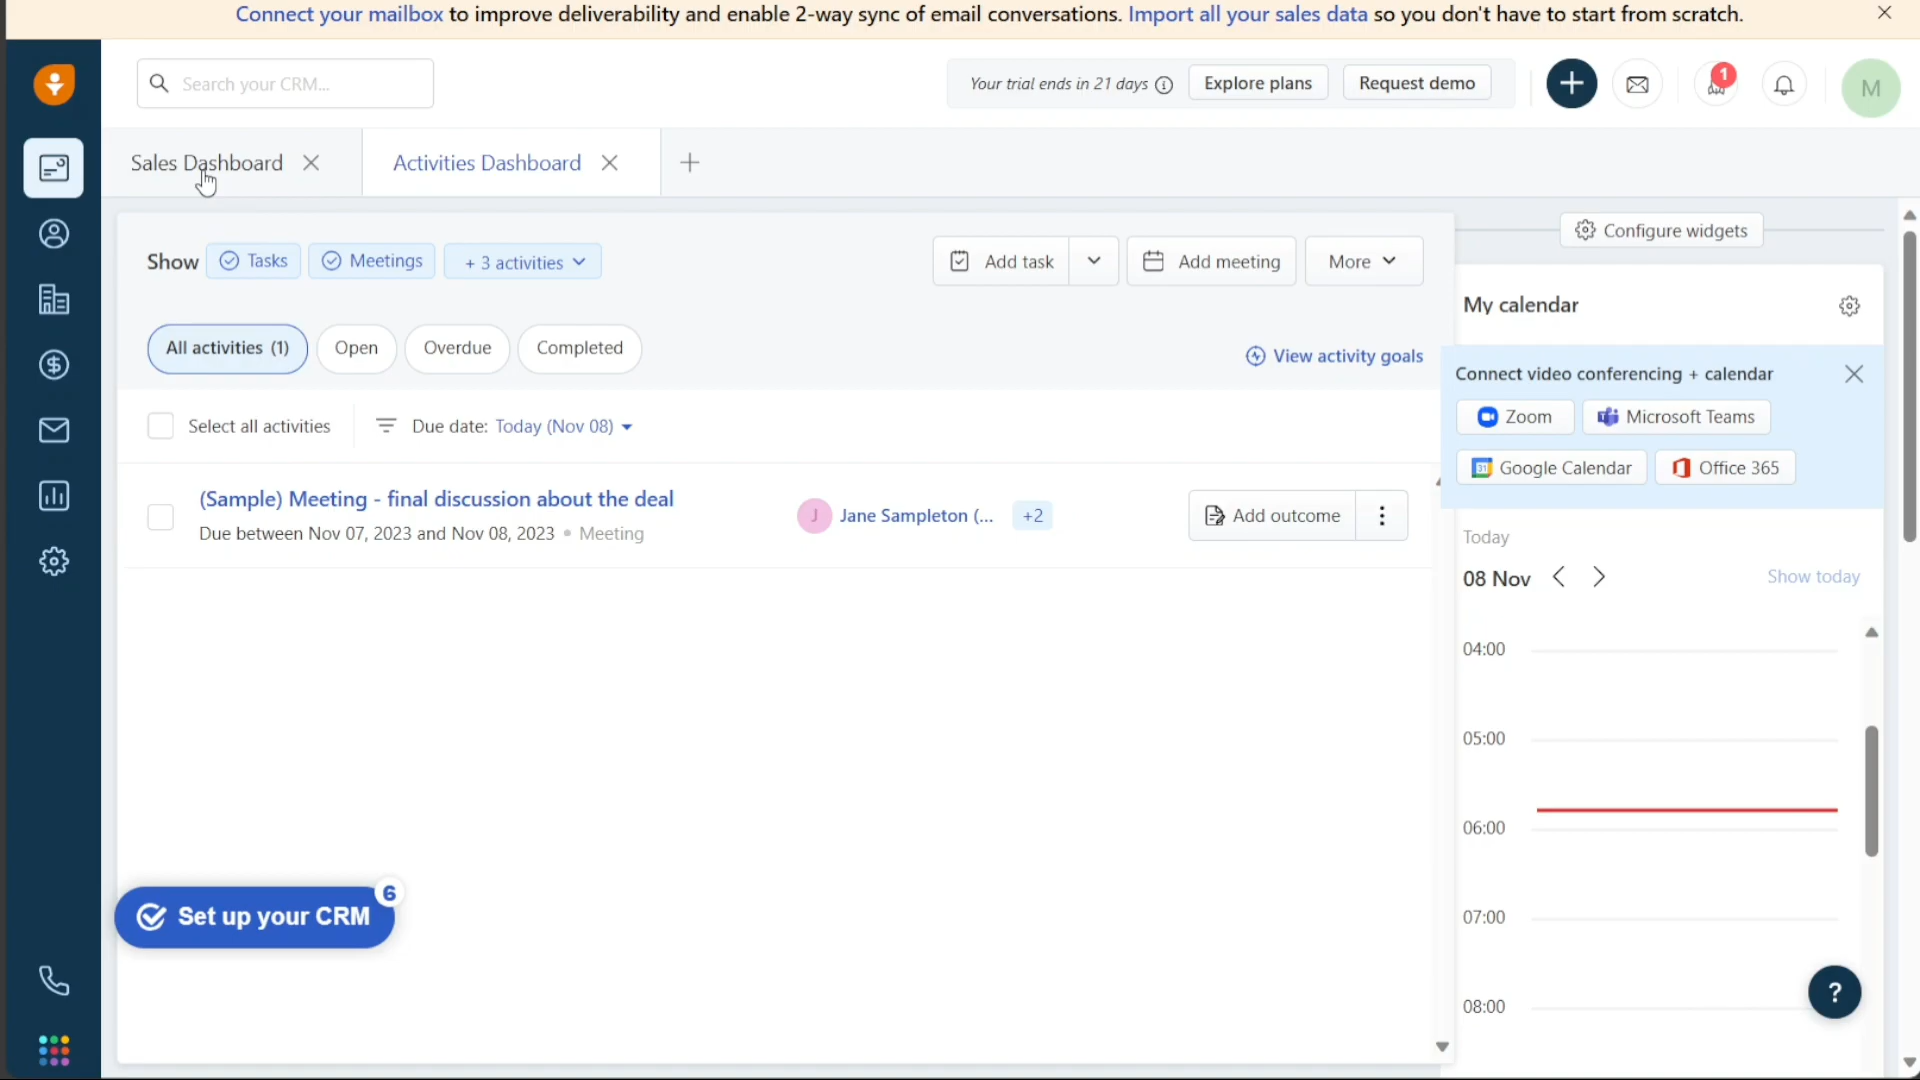 Connect your mailbox to improve deliverability and enable 2-way sync of email conversations. Import all your sales data so you don't have to start from scratch.
Search your CRM...
Your trial ends in 21 days
Explore plans
Request demo
1
M
Sales Dashboard
Activities Dashboard
Show
Tasks
Meetings
+ 3 activities
Add task
Add meeting
More
Configure widgets
All activities (1)
Open
Overdue
Completed
View activity goals
Select all activities
Due date: Today (Nov 08)
(Sample) Meeting - final discussion about the deal
Due between Nov 07, 2023 and Nov 08, 2023 • Meeting
J
Jane Sampleton (...
+2
Add outcome
My calendar
Connect video conferencing + calendar
Zoom
Microsoft Teams
31
Google Calendar
Office 365
Today
08 Nov
Show today
04:00
05:00
06:00
07:00
08:00
Set up your CRM
6
?